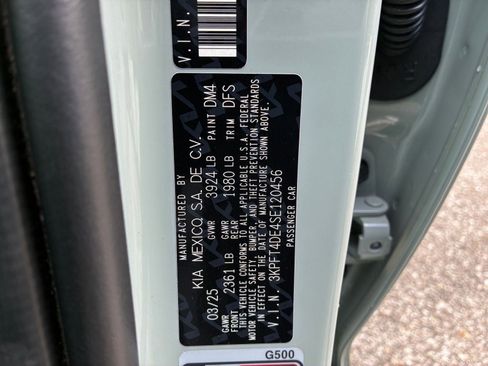 V.I.N.
MANUFACTURED BY
KIA MEXICO, S.A. DE C.V.
03/25 GVWR 3924 LB PAINT DM4
GAWR FRONT 2361 LB GAWR REAR 1980 LB TRIM DFS
THIS VEHICLE CONFORMS TO ALL APPLICABLE U.S.A. FEDERAL
MOTOR VEHICLE SAFETY, BUMPER, AND THEFT PREVENTION STANDARDS
IN EFFECT ON THE DATE OF MANUFACTURE SHOWN ABOVE.
V.I.N. 3KPFT4DE4SE120456
PASSENGER CAR
G500